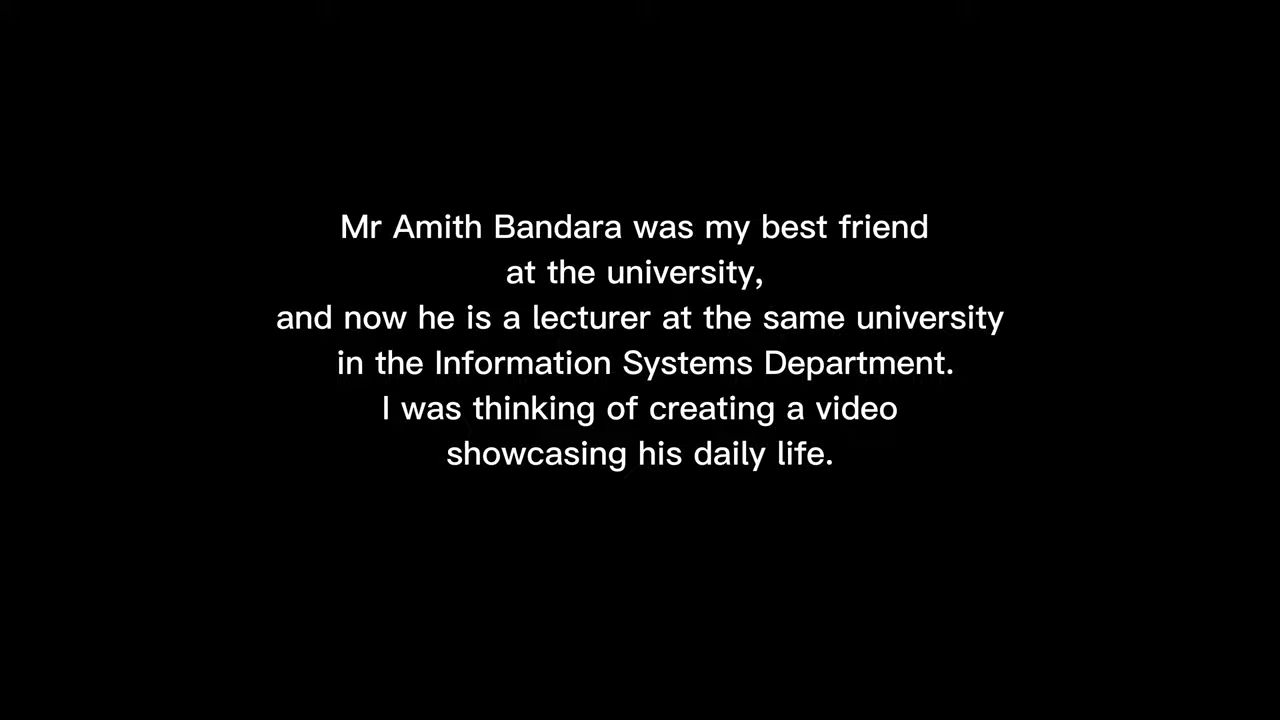 Mr Amith Bandara was my best friend
at the university,
and now he is a lecturer at the same university
in the Information Systems Department.
I was thinking of creating a video
showcasing his daily life.